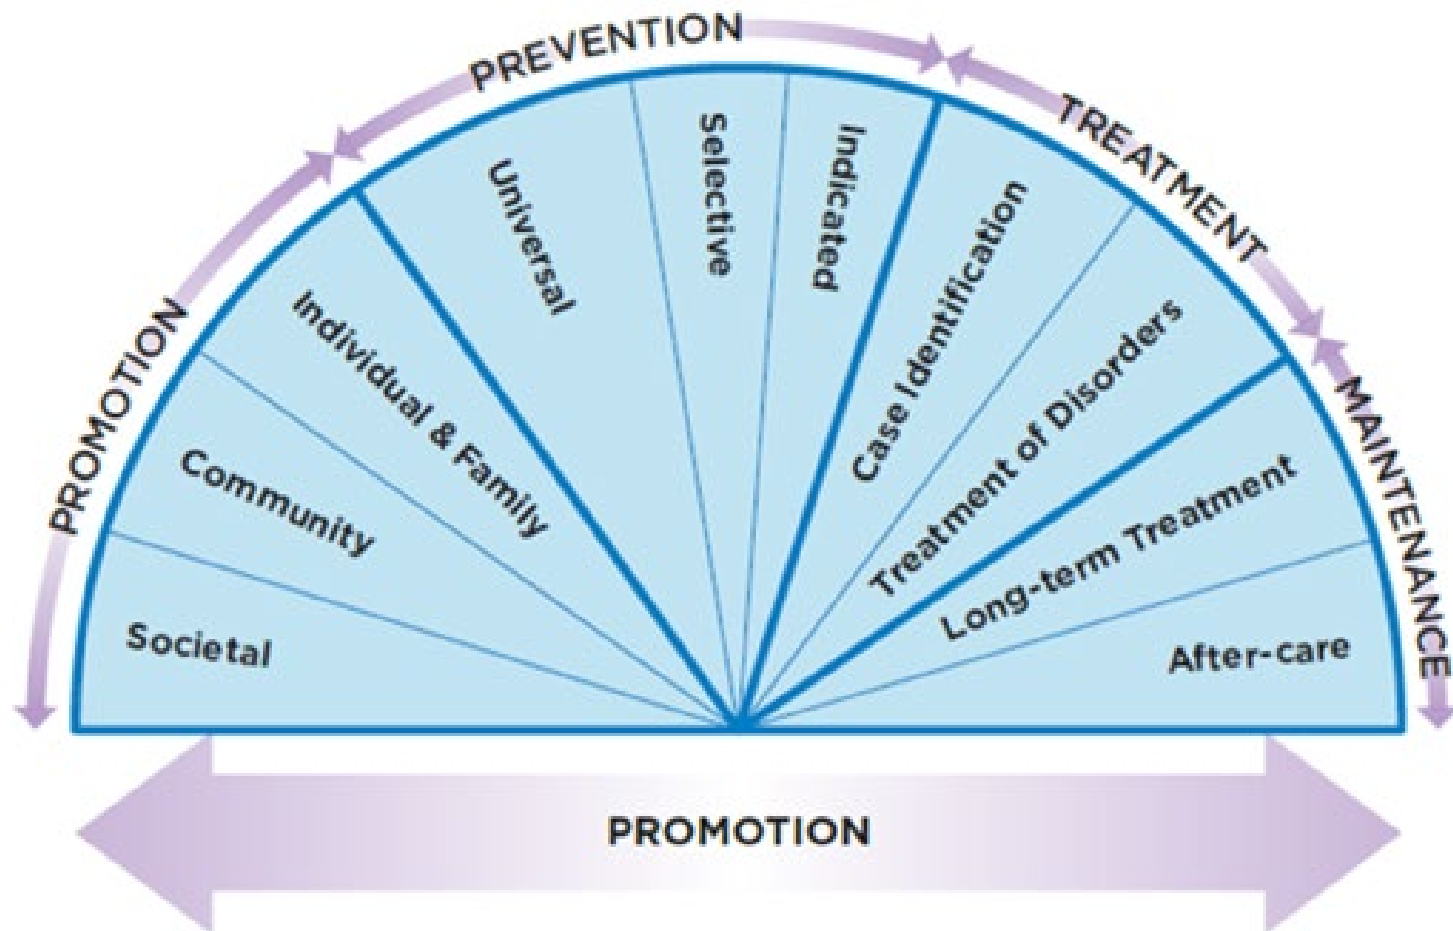 PROMOTION
PREVENTION
TREATMENT
MAINTENANCE
Societal
Community
Individual & Family
Universal
Selective
Indicated
Case Identification
Treatment of Disorders
Long-term Treatment
After-care
PROMOTION